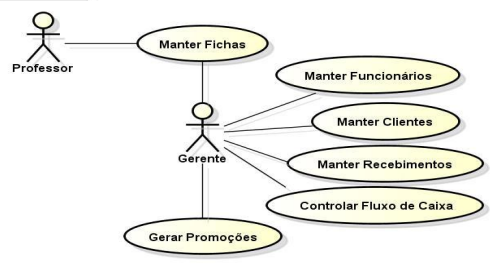 Manter Fichas
Professor
Manter Funcionários
Manter Clientes
Gerente
Manter Recebimentos
Controlar Fluxo de Caixa
Gerar Promoções